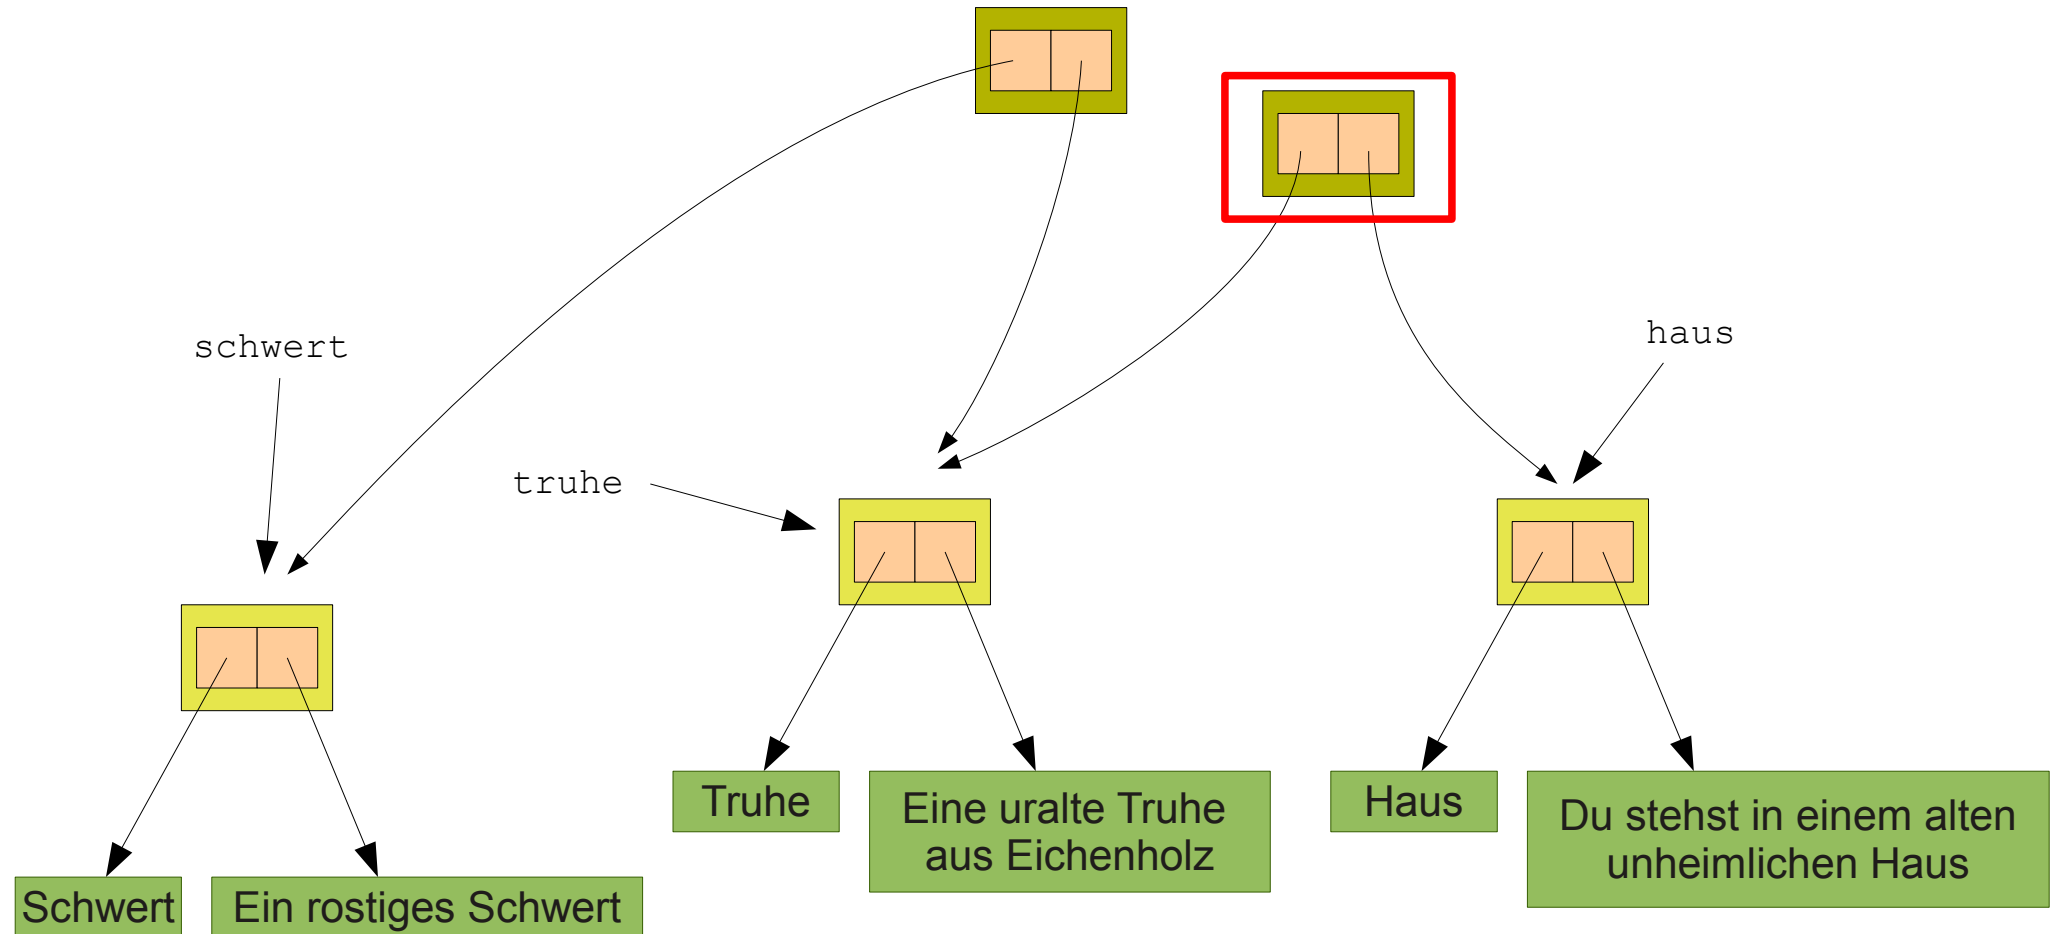 schwert
haus
truhe
Truhe
Eine uralte Truhe
aus Eichenholz
Haus
Du stehst in einem alten
unheimlichen Haus
Schwert
Ein rostiges Schwert